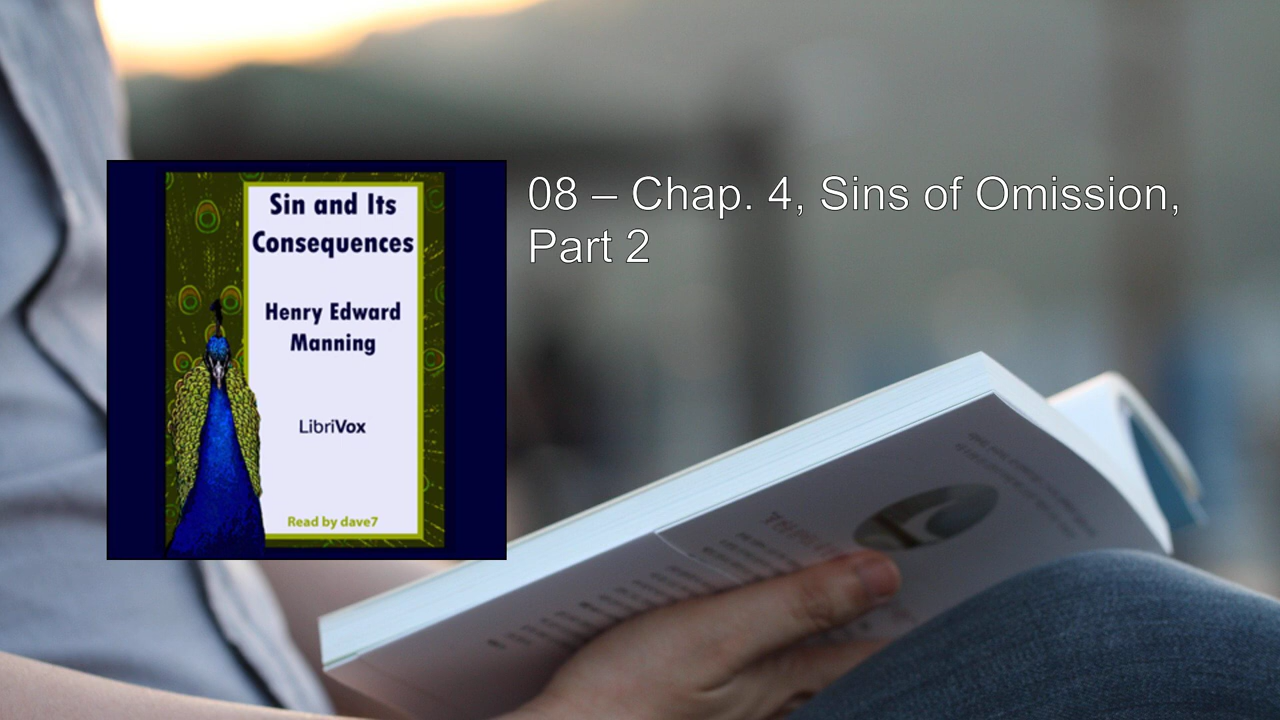 Sin and Its
Consequences
Henry Edward
Manning
LibriVox
Read by dave7
08 – Chap. 4, Sins of Omission,
Part 2